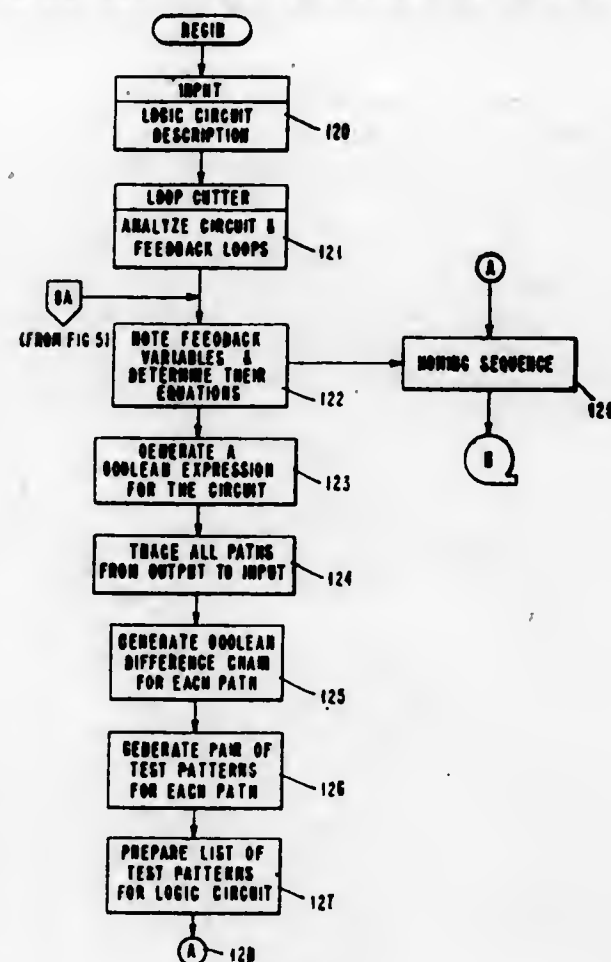 BEGIN
INPUT
LOGIC CIRCUIT
DESCRIPTION
120
LOOP CUTTER
ANALYZE CIRCUIT &
FEEDBACK LOOPS
121
8A
(FROM FIG 5)
NOTE FEEDBACK
VARIABLES &
DETERMINE THEIR
EQUATIONS
122
A
HOMING SEQUENCE
129
B
GENERATE A
BOOLEAN EXPRESSION
FOR THE CIRCUIT
123
TRACE ALL PATHS
FROM OUTPUT TO INPUT
124
GENERATE BOOLEAN
DIFFERENCE CHAIN
FOR EACH PATH
125
GENERATE PAIR OF
TEST PATTERNS
FOR EACH PATH
126
PREPARE LIST OF
TEST PATTERNS
FOR LOGIC CIRCUIT
127
A
128